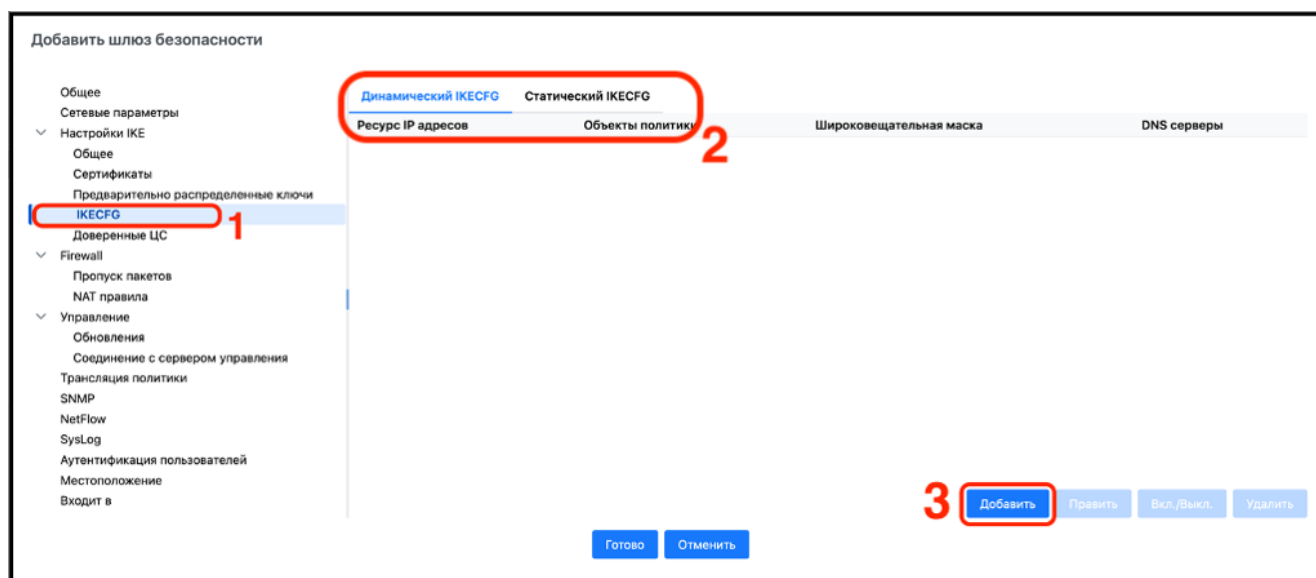 Добавить шлюз безопасности
Общее
Сетевые параметры
Настройки IKE
Общее
Сертификаты
Предварительно распределенные ключи
IKECFG
1
Доверенные ЦС
Firewall
Пропуск пакетов
NAT правила
Управление
Обновления
Соединение с сервером управления
Трансляция политики
SNMP
NetFlow
SysLog
Аутентификация пользователей
Местоположение
Входит в
Динамический IKECFG Статический IKECFG
Ресурс IP адресов Объекты политики Широковещательная маска DNS серверы
2
3 Добавить Править Вкл./Выкл. Удалить
Готово Отменить